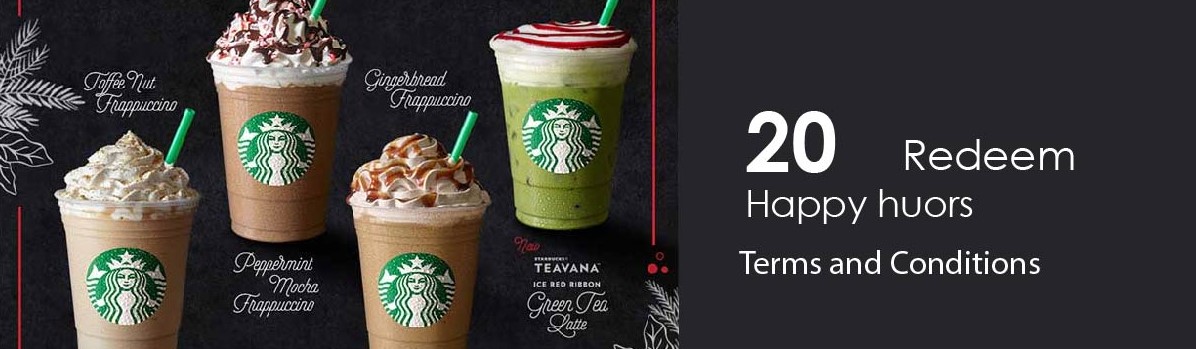 Toffee Nut
Frappuccino
Gingerbread
Frappuccino
Peppermint
Mocha
Frappuccino
New
STARBUCKS
TEAVANA
ICE RED RIBBON
Green Tea
Latte
20 Redeem
Happy huors
Terms and Conditions